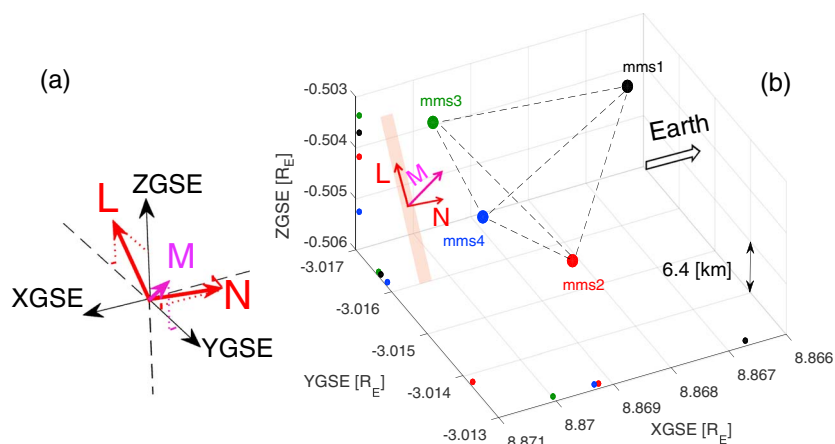 (a)
ZGSE
L
M
XGSE
N
YGSE
(b)
mms1
mms3
Earth
-0.503
-0.504
-0.505
-0.506
ZGSE [R_E]
L
M
N
mms4
mms2
6.4 [km]
-3.017
-3.016
-3.015
-3.014
-3.013
YGSE [R_E]
8.871
8.87
8.869
8.868
8.867
8.866
XGSE [R_E]